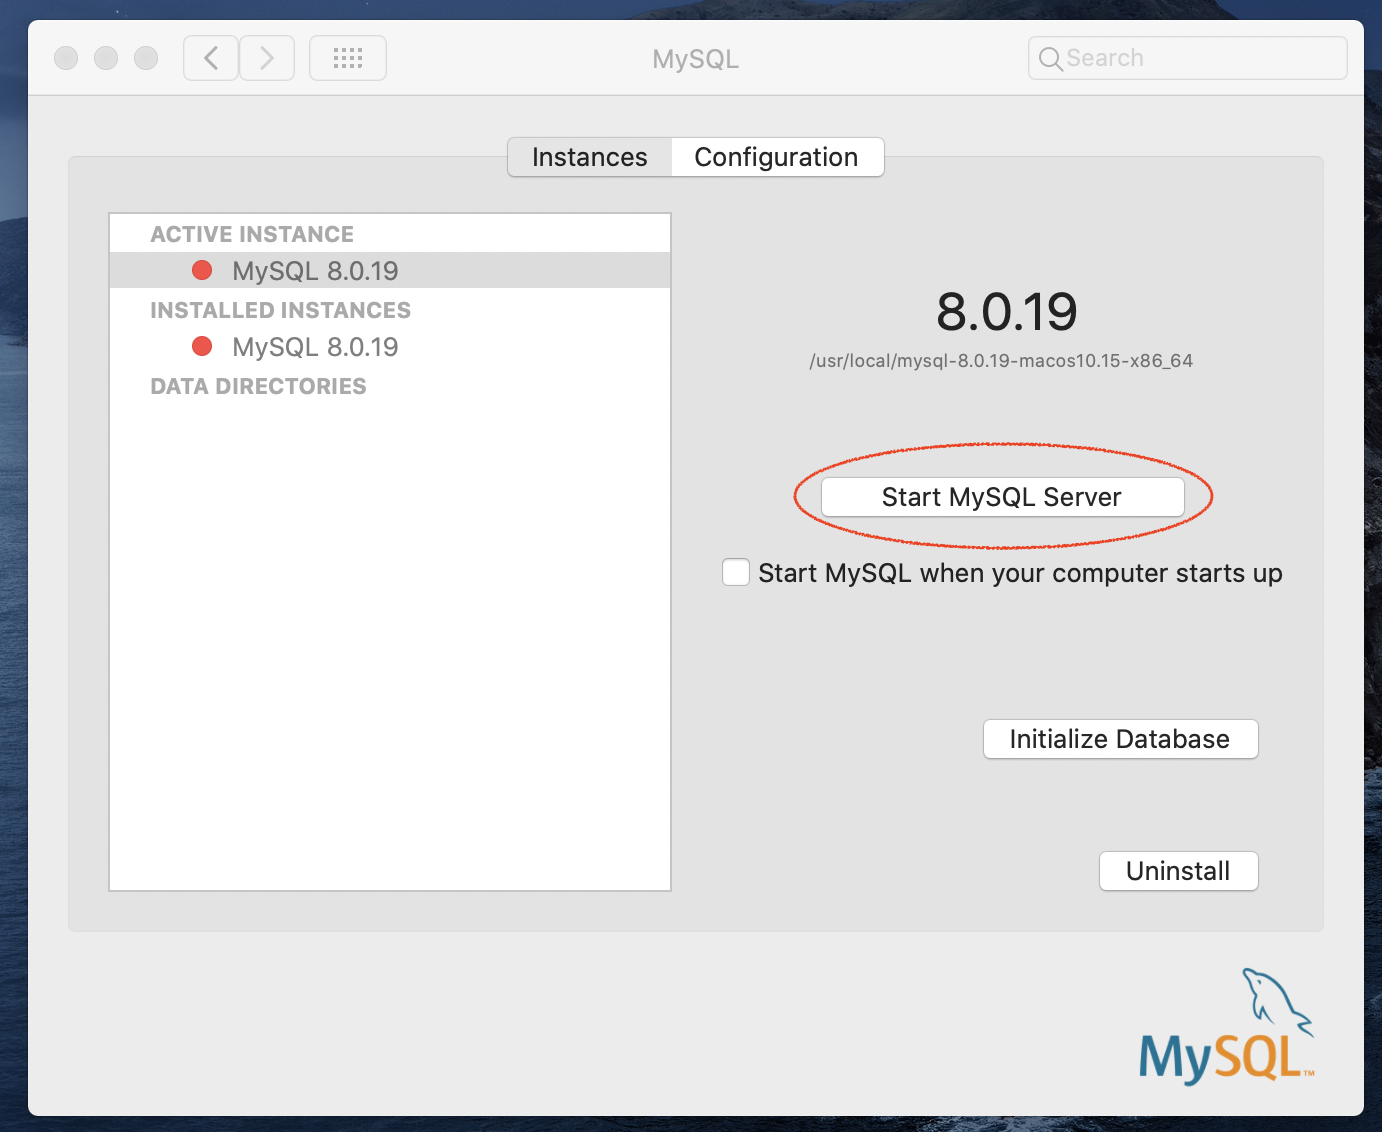 MySQL
Search
Instances
Configuration
ACTIVE INSTANCE
MySQL 8.0.19
INSTALLED INSTANCES
MySQL 8.0.19
DATA DIRECTORIES
8.0.19
/usr/local/mysql-8.0.19-macos10.15-x86_64
Start MySQL Server
Start MySQL when your computer starts up
Initialize Database
Uninstall
MySQL™